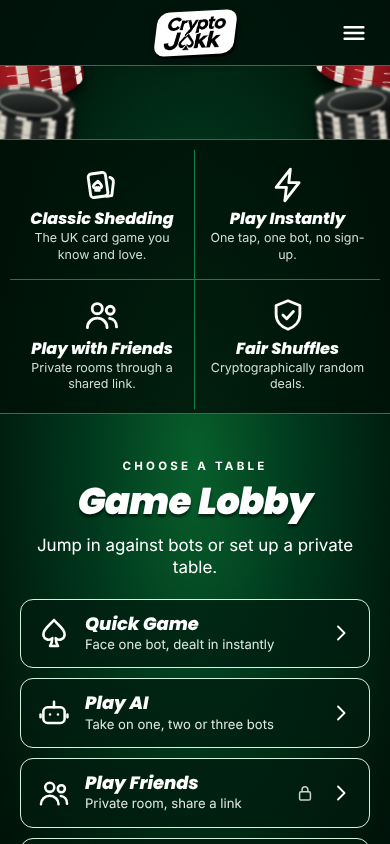 Crypto
Jokk
Classic Shedding
The UK card game you
know and love.
Play Instantly
One tap, one bot, no sign-
up.
Play with Friends
Private rooms through a
shared link.
Fair Shuffles
Cryptographically random
deals.
CHOOSE A TABLE
Game Lobby
Jump in against bots or set up a private
table.
Quick Game
Face one bot, dealt in instantly
Play AI
Take on one, two or three bots
Play Friends
Private room, share a link